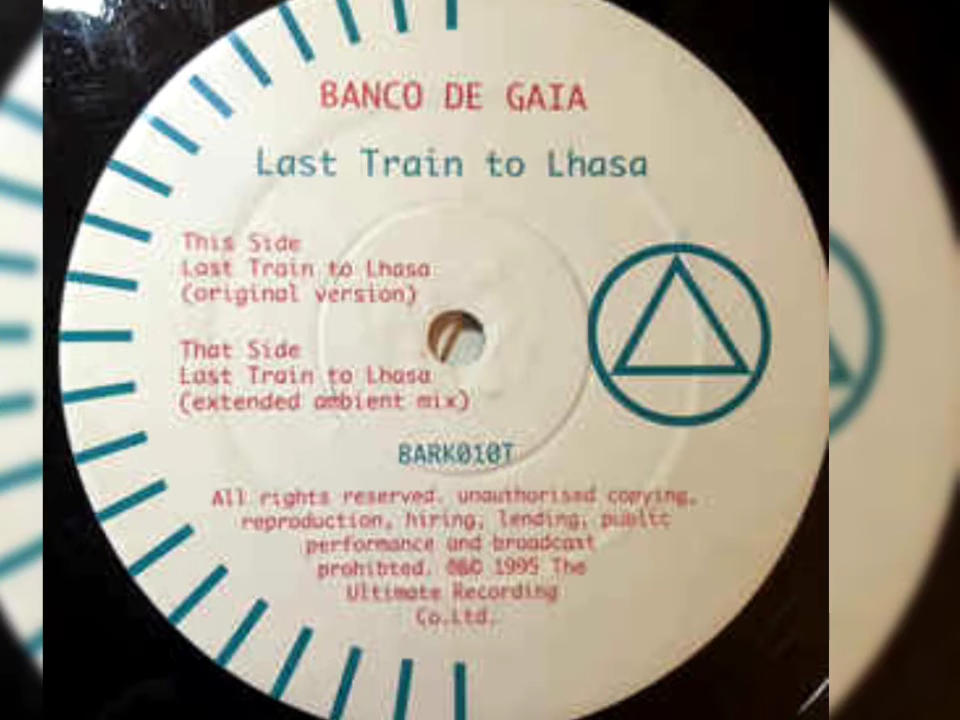 BANCO DE GAIA
Last Train to Lhasa
This Side
Last Train to Lhasa
(original version)
That Side
Last Train to Lhasa
(extended ambient mix)
BARK010T
All rights reserved. unauthorised copying,
reproduction, hiring, lending, public
performance and broadcast
prohibted. ℗&© 1995 The
Ultimate Recording
Co.Ltd.